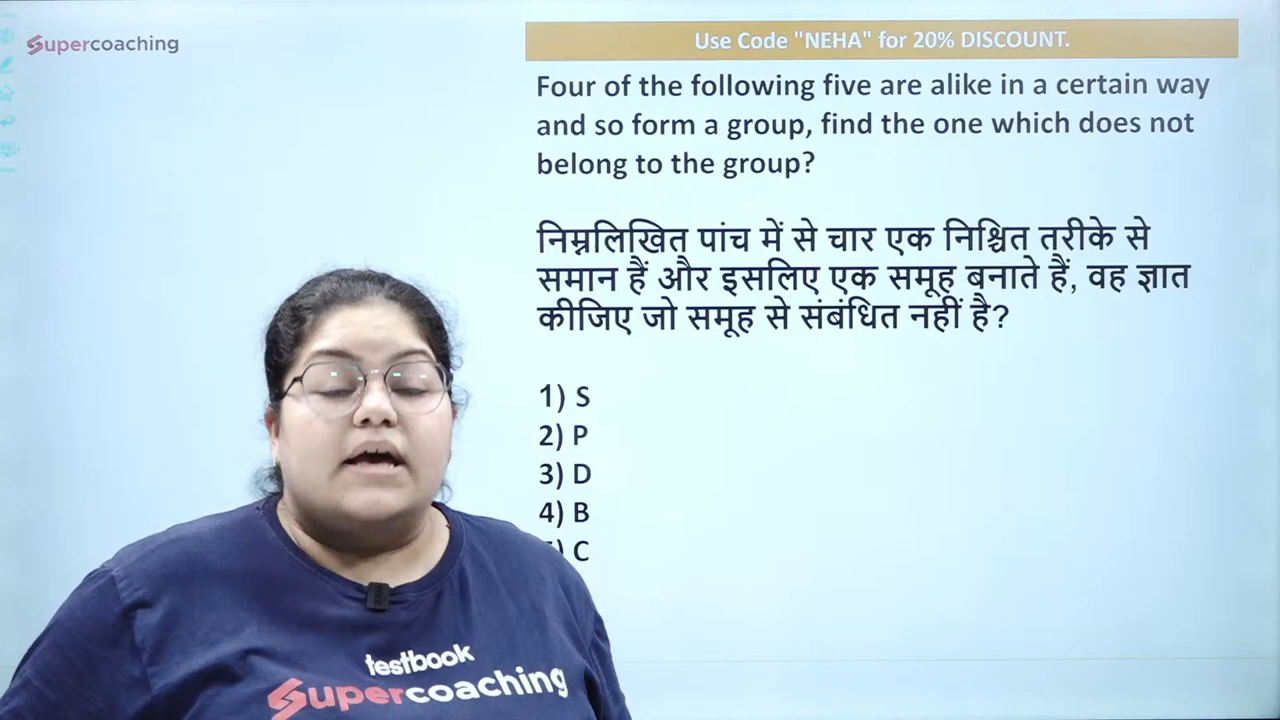 Supercoaching
Use Code "NEHA" for 20% DISCOUNT.
Four of the following five are alike in a certain way
and so form a group, find the one which does not
belong to the group?
निम्नलिखित पांच में से चार एक निश्चित तरीके से
समान हैं और इसलिए एक समूह बनाते हैं, वह ज्ञात
कीजिए जो समूह से संबंधित नहीं है?
1) S
2) P
3) D
4) B
) C
testbook
Supercoaching